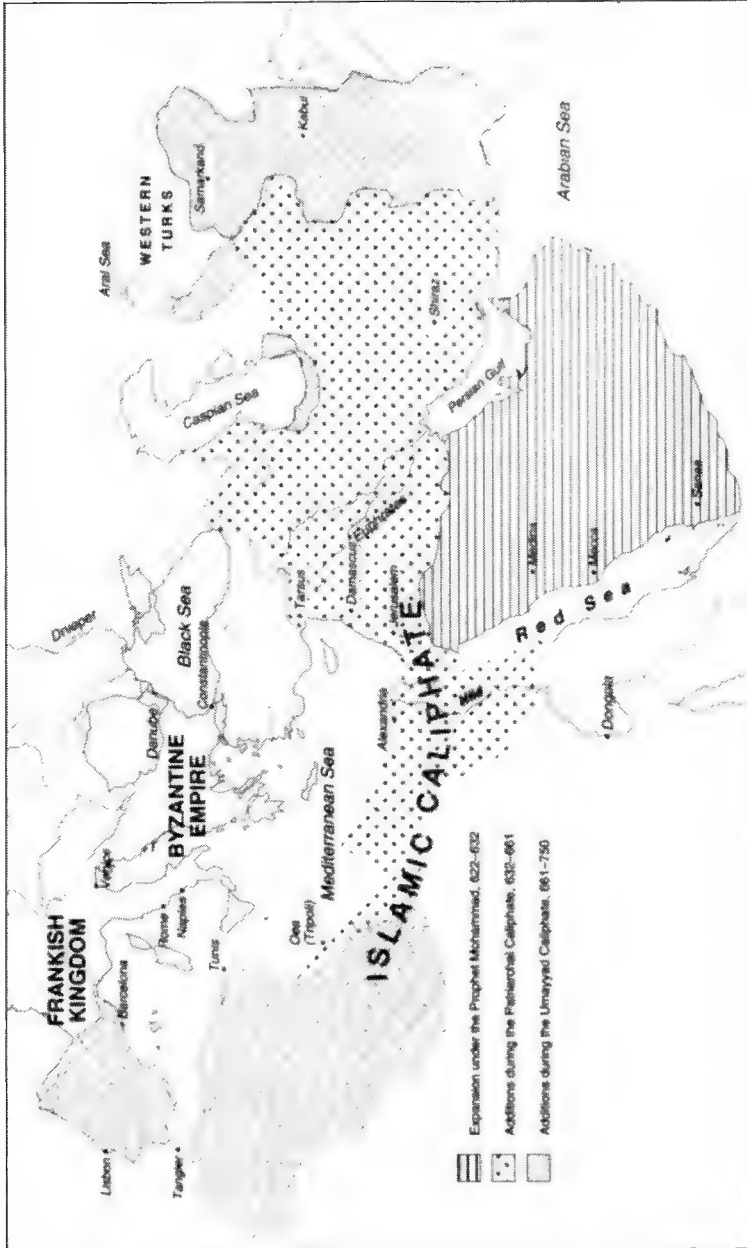 Aral Sea
WESTERN
TURKS
Samarkand
Kabul
Caspian Sea
Arabian Sea
Shiraz
Persian Gulf
Dnieper
Black Sea
Constantinople
Danube
BYZANTINE
EMPIRE
Tarsus
Damascus
Euphrates
Jerusalem
Medina
Mecca
Sanaa
Red Sea
FRANKISH
KINGDOM
Venice
Rome
Naples
Barcelona
Tunis
Mediterranean Sea
Oea
(Tripoli)
Alexandria
Nile
ISLAMIC CALIPHATE
Dongola
Lisbon
Tangier
Expansion under the Prophet Mohammed, 622–632
Additions during the Patriarchal Caliphate, 632–661
Additions during the Umayyad Caliphate, 661–750